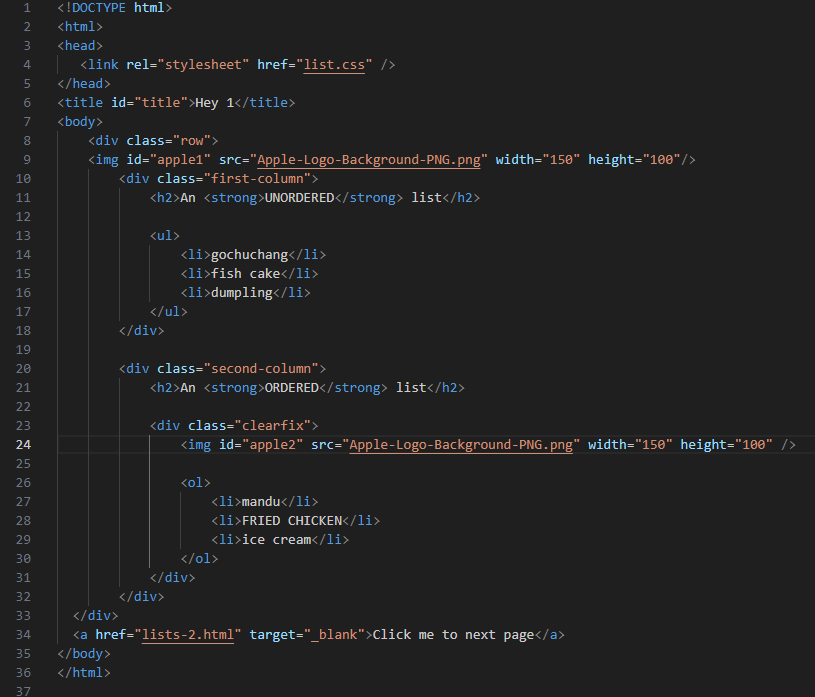 1 <!DOCTYPE html>
2 <html>
3 <head>
4 <link rel="stylesheet" href="list.css" />
5 </head>
6 <title id="title">Hey 1</title>
7 <body>
8 <div class="row">
9 <img id="apple1" src="Apple-Logo-Background-PNG.png" width="150" height="100"/>
10 <div class="first-column">
11 <h2>An <strong>UNORDERED</strong> list</h2>
12
13 <ul>
14 <li>gochuchang</li>
15 <li>fish cake</li>
16 <li>dumpling</li>
17 </ul>
18 </div>
19
20 <div class="second-column">
21 <h2>An <strong>ORDERED</strong> list</h2>
22
23 <div class="clearfix">
24 <img id="apple2" src="Apple-Logo-Background-PNG.png" width="150" height="100" />
25
26 <ol>
27 <li>mandu</li>
28 <li>FRIED CHICKEN</li>
29 <li>ice cream</li>
30 </ol>
31 </div>
32 </div>
33 </div>
34 <a href="lists-2.html" target="_blank">Click me to next page</a>
35 </body>
36 </html>
37